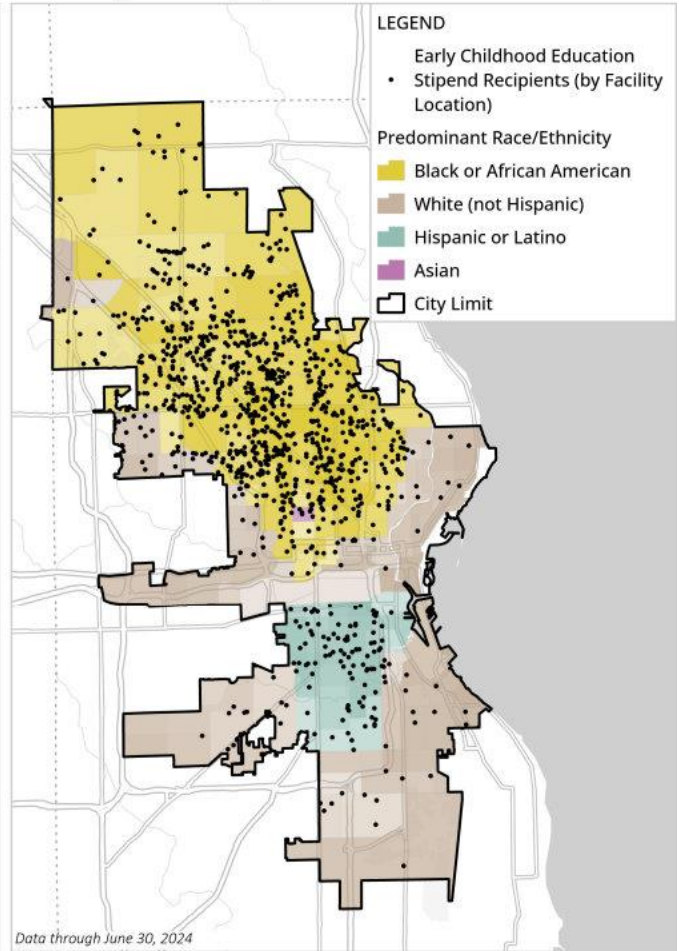 LEGEND
Early Childhood Education
Stipend Recipients (by Facility
Location)
Predominant Race/Ethnicity
Black or African American
White (not Hispanic)
Hispanic or Latino
Asian
City Limit
Data through June 30, 2024